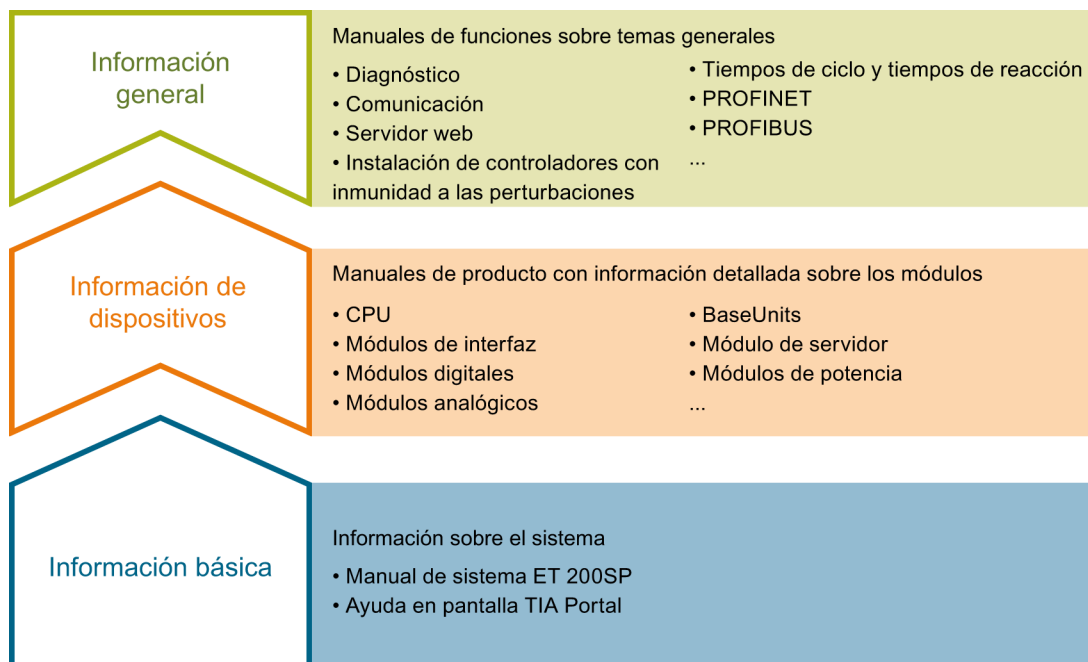 Información
general
Manuales de funciones sobre temas generales
• Diagnóstico
• Comunicación
• Servidor web
• Instalación de controladores con
inmunidad a las perturbaciones
• Tiempos de ciclo y tiempos de reacción
• PROFINET
• PROFIBUS
...
Información de
dispositivos
Manuales de producto con información detallada sobre los módulos
• CPU
• Módulos de interfaz
• Módulos digitales
• Módulos analógicos
• BaseUnits
• Módulo de servidor
• Módulos de potencia
...
Información básica
Información sobre el sistema
• Manual de sistema ET 200SP
• Ayuda en pantalla TIA Portal